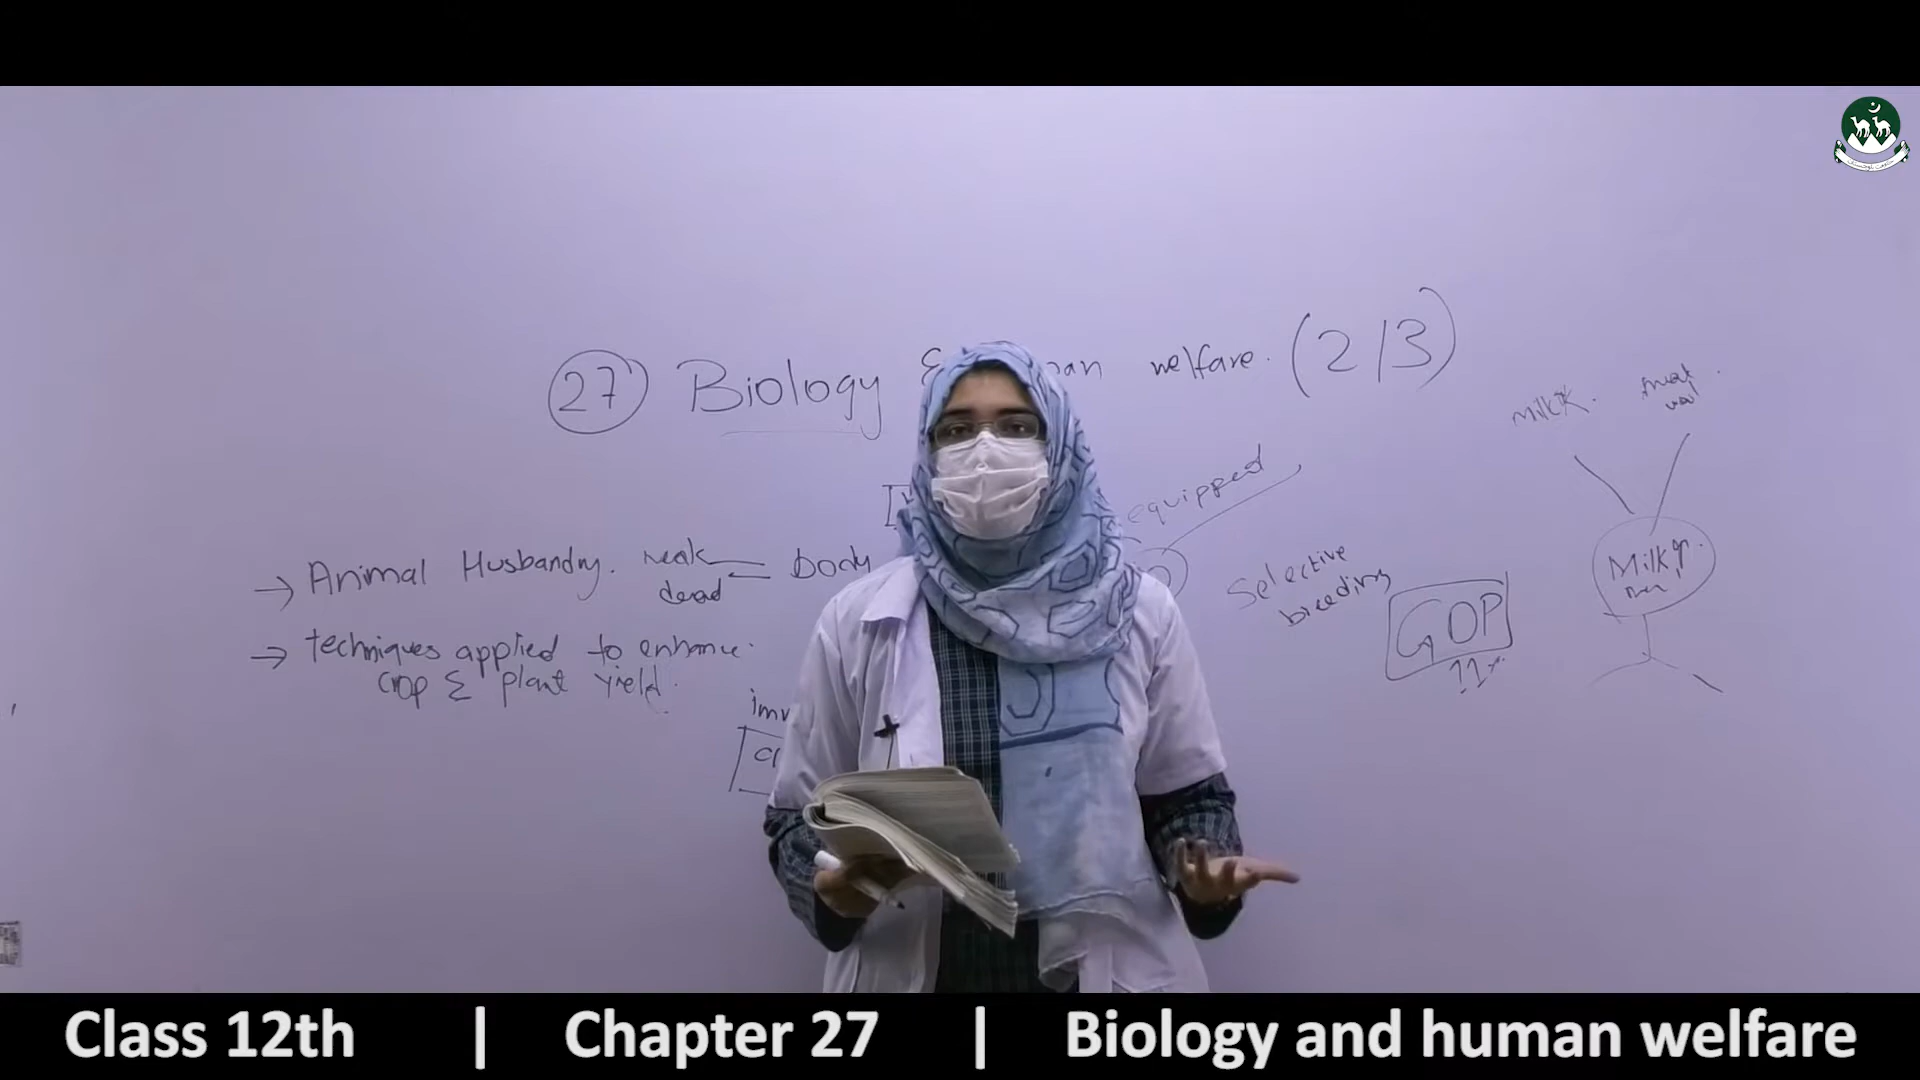 27 Biology & welfare. (2/3)
Milk
equipped
→ Animal Husbandry. weak body
dead
Selective
breeding
GDP
Milk
→ techniques applied to enhance
crop & plant yield.
Class 12th | Chapter 27 | Biology and human welfare